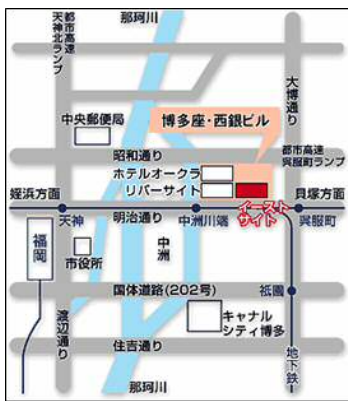 那珂川
都市高速
天神北ランプ
大博通り
中央郵便局
博多座・西銀ビル
昭和通り
都市高速
呉服町ランプ
ホテルオークラ
リバーサイト
姪浜方面
貝塚方面
イースト
サイト
天神
明治通り
中洲川端
呉服町
福岡
市役所
中洲
国体道路(202号)
祇園
キャナル
シティ博多
渡辺通り
住吉通り
地下鉄
那珂川